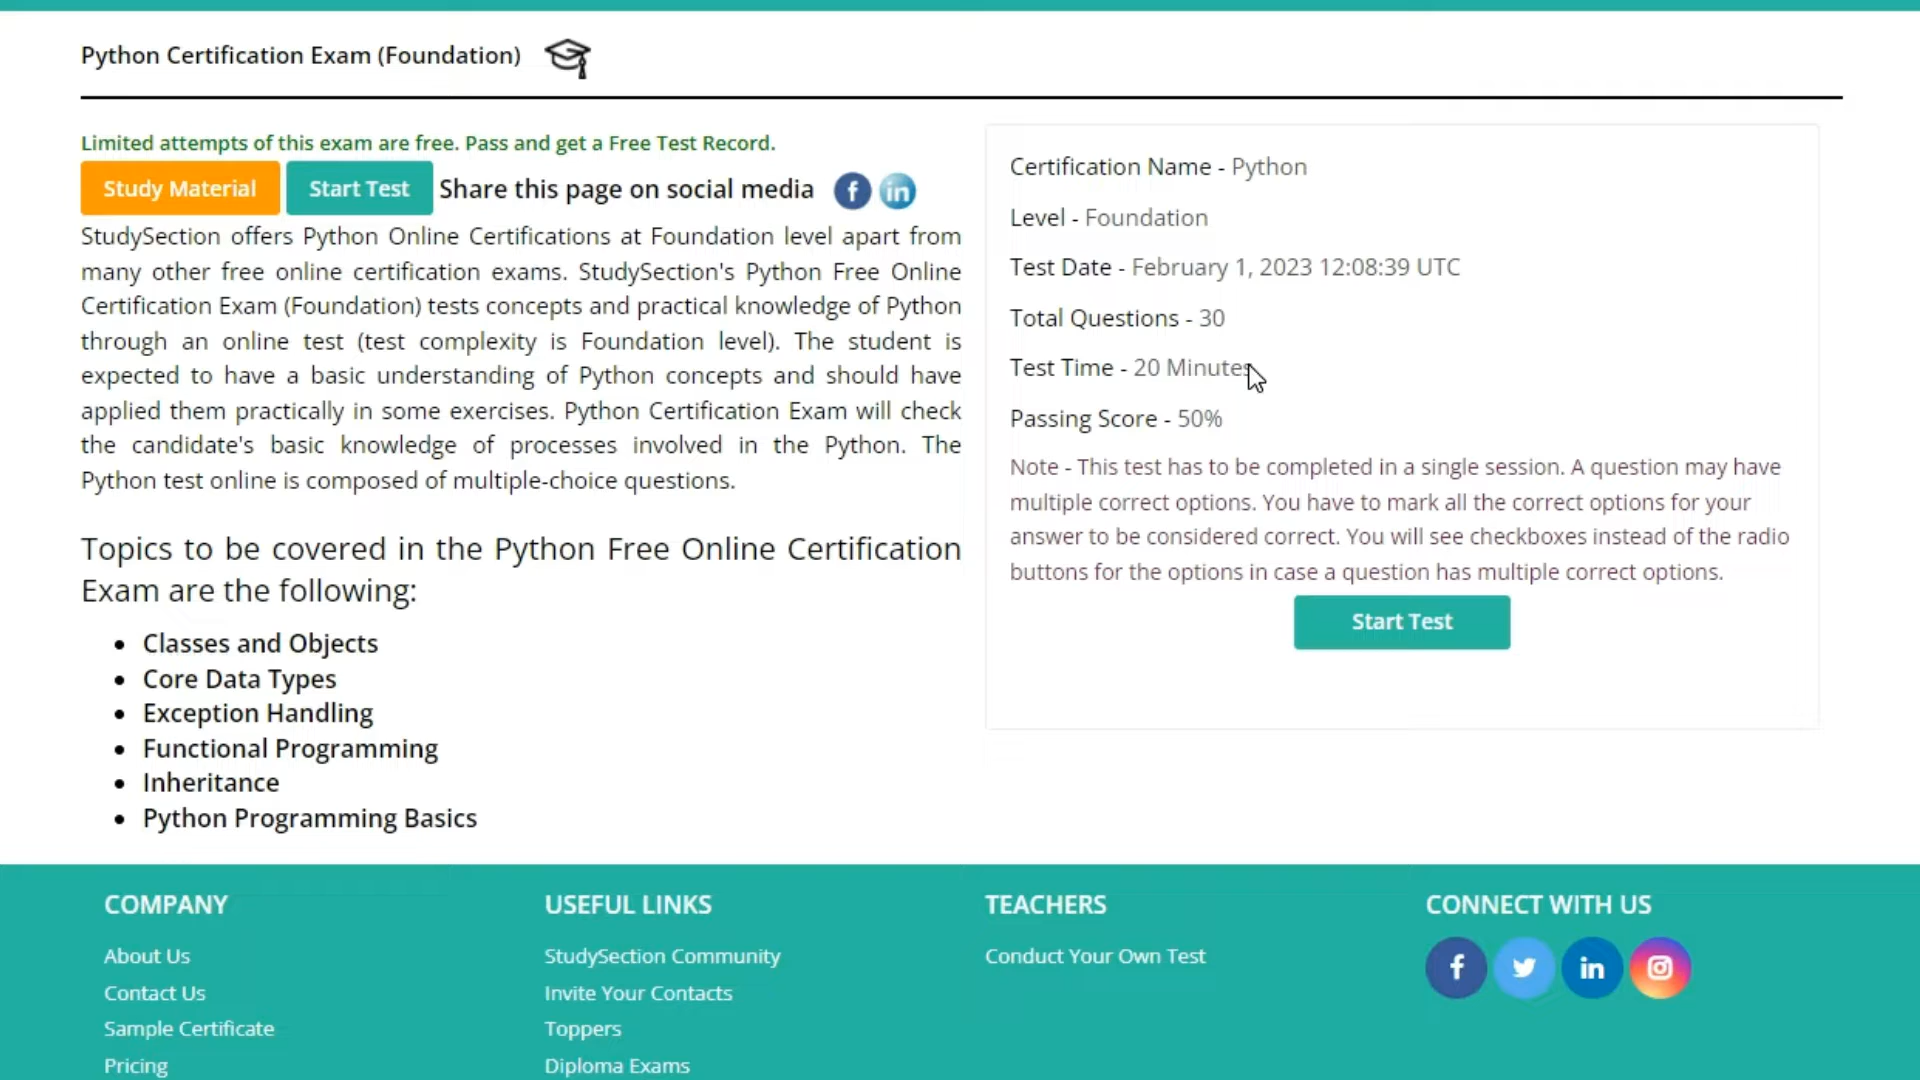 Python Certification Exam (Foundation)
Limited attempts of this exam are free. Pass and get a Free Test Record.
Study Material Start Test Share this page on social media f in
StudySection offers Python Online Certifications at Foundation level apart from
many other free online certification exams. StudySection's Python Free Online
Certification Exam (Foundation) tests concepts and practical knowledge of Python
through an online test (test complexity is Foundation level). The student is
expected to have a basic understanding of Python concepts and should have
applied them practically in some exercises. Python Certification Exam will check
the candidate's basic knowledge of processes involved in the Python. The
Python test online is composed of multiple-choice questions.
Topics to be covered in the Python Free Online Certification
Exam are the following:
• Classes and Objects
• Core Data Types
• Exception Handling
• Functional Programming
• Inheritance
• Python Programming Basics
Certification Name - Python
Level - Foundation
Test Date - February 1, 2023 12:08:39 UTC
Total Questions - 30
Test Time - 20 Minutes
Passing Score - 50%
Note - This test has to be completed in a single session. A question may have
multiple correct options. You have to mark all the correct options for your
answer to be considered correct. You will see checkboxes instead of the radio
buttons for the options in case a question has multiple correct options.
Start Test
COMPANY
About Us
Contact Us
Sample Certificate
Pricing
USEFUL LINKS
StudySection Community
Invite Your Contacts
Toppers
Diploma Exams
TEACHERS
Conduct Your Own Test
CONNECT WITH US
f in